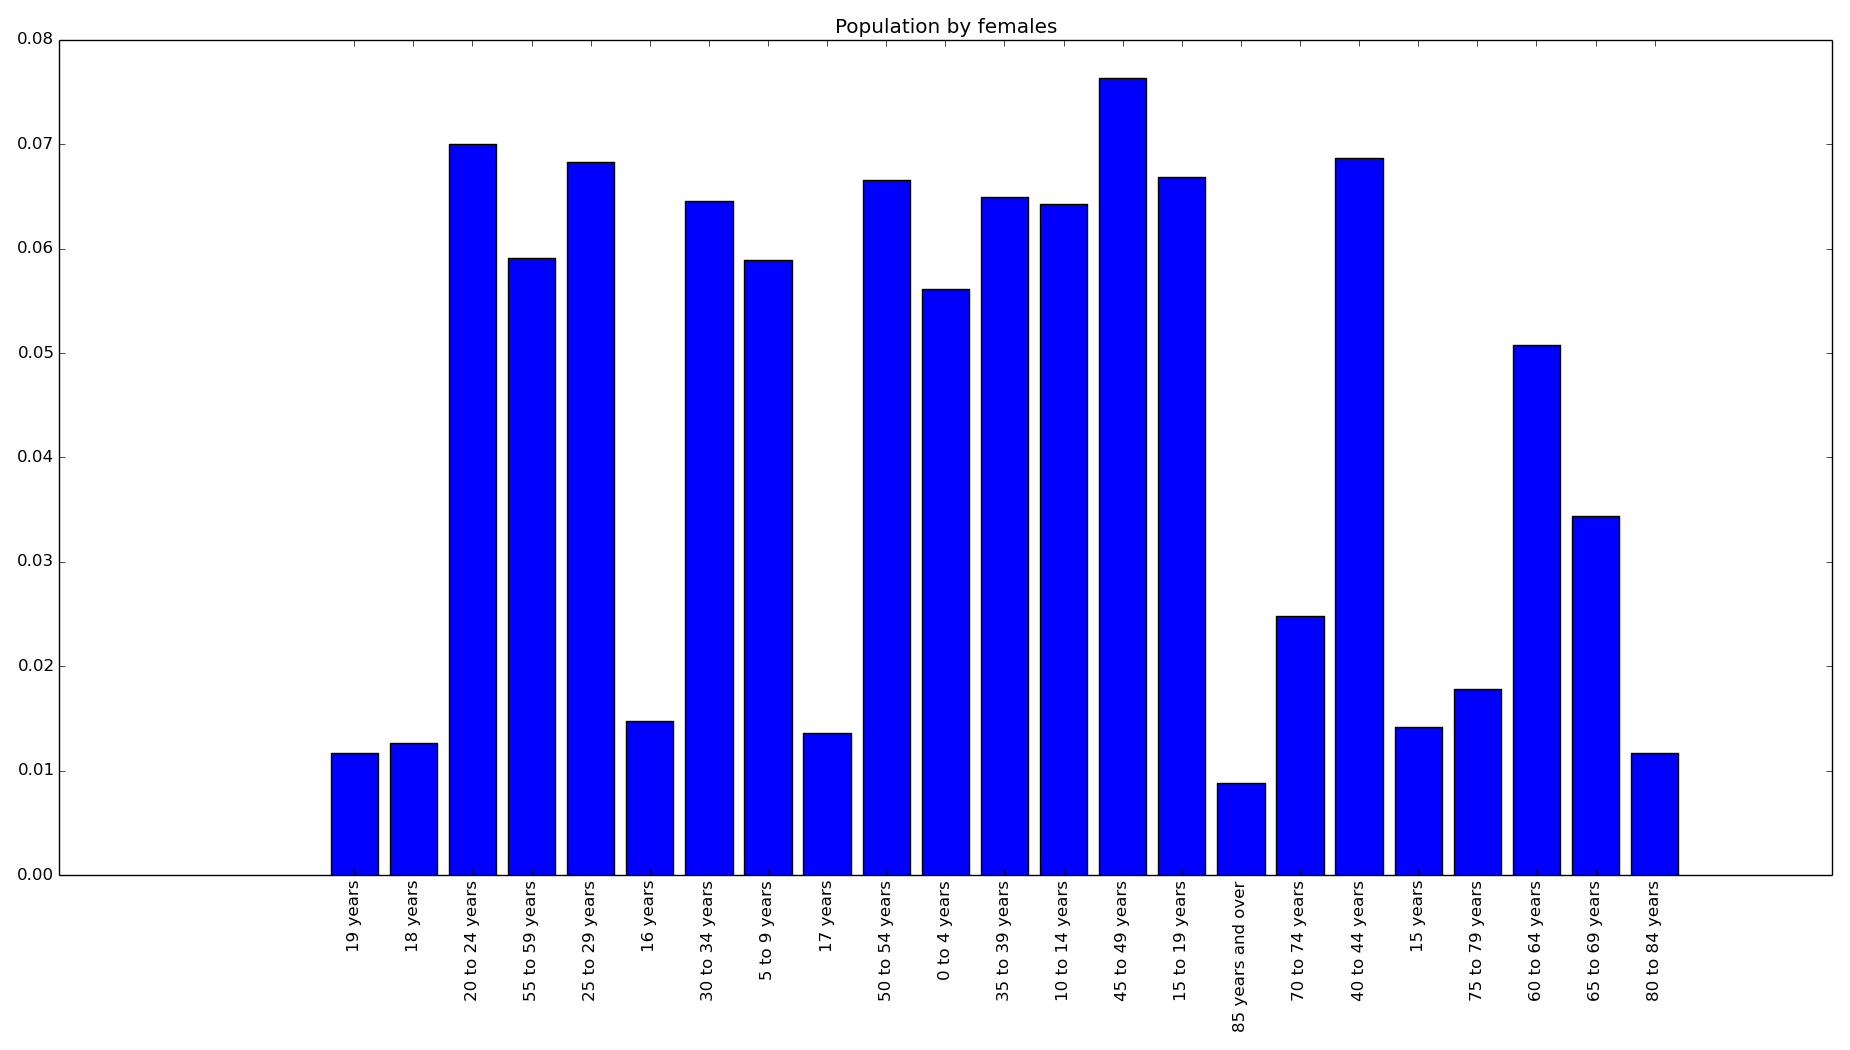 Population by females
0.08
0.07
0.06
0.05
0.04
0.03
0.02
0.01
0.00
19 years
18 years
20 to 24 years
55 to 59 years
25 to 29 years
16 years
30 to 34 years
5 to 9 years
17 years
50 to 54 years
0 to 4 years
35 to 39 years
10 to 14 years
45 to 49 years
15 to 19 years
85 years and over
70 to 74 years
40 to 44 years
15 years
75 to 79 years
60 to 64 years
65 to 69 years
80 to 84 years